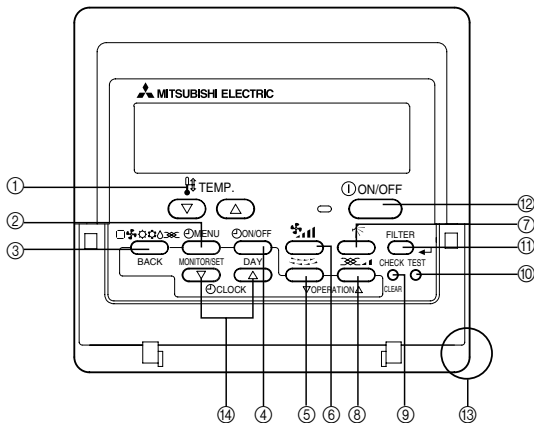 MITSUBISHI ELECTRIC
① TEMP.
ON/OFF ⑫
② MENU ON/OFF ⑦
FILTER ⑪
③ BACK MONITOR/SET DAY CHECK TEST ⑩
CLOCK ▽OPERATION△ CLEAR
⑭ ④ ⑤ ⑥ ⑧ ⑨ ⑬